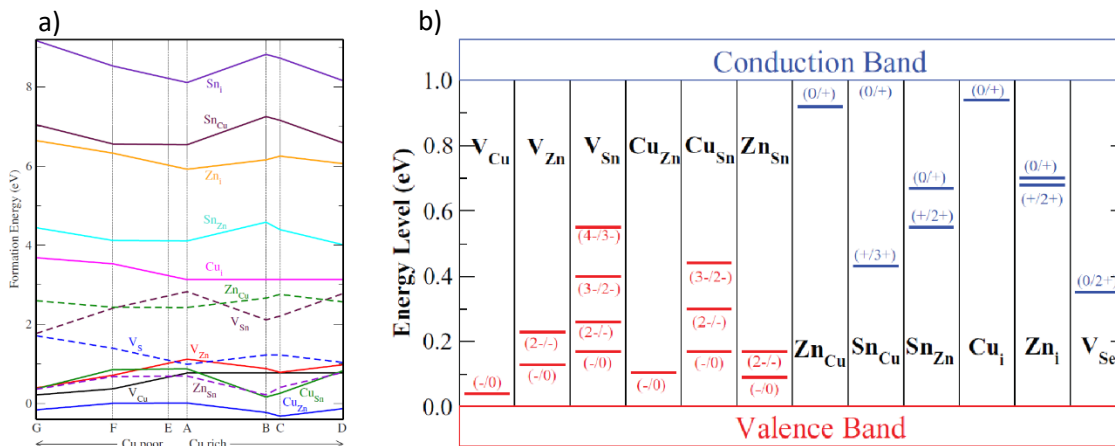 a)
Formation Energy (eV)
8
6
4
2
0
Sn_i
Sn_Cu
Zn_i
Sn_Zn
Cu_i
Zn_Cu
V_Sn
V_S
V_Zn
V_Cu
Zn_Sn
Cu_Sn
Cu_Zn
G F E A B C D
← Cu poor Cu rich →
b)
Conduction Band
Energy Level (eV)
1.0
0.8
0.6
0.4
0.2
0.0
V_Cu
(-/0)
V_Zn
(2-/-)
(-/0)
V_Sn
(4-/3-)
(3-/2-)
(2-/-)
(-/0)
Cu_Zn
(-/0)
Cu_Sn
(3-/2-)
(2-/-)
(-/0)
Zn_Sn
(2-/-)
(-/0)
(0/+)
Zn_Cu
(0/+)
(+/3+)
Sn_Cu
(0/+)
(+/2+)
Sn_Zn
(0/+)
Cu_i
(0/+)
(+/2+)
Zn_i
(0/2+)
V_Se
Valence Band